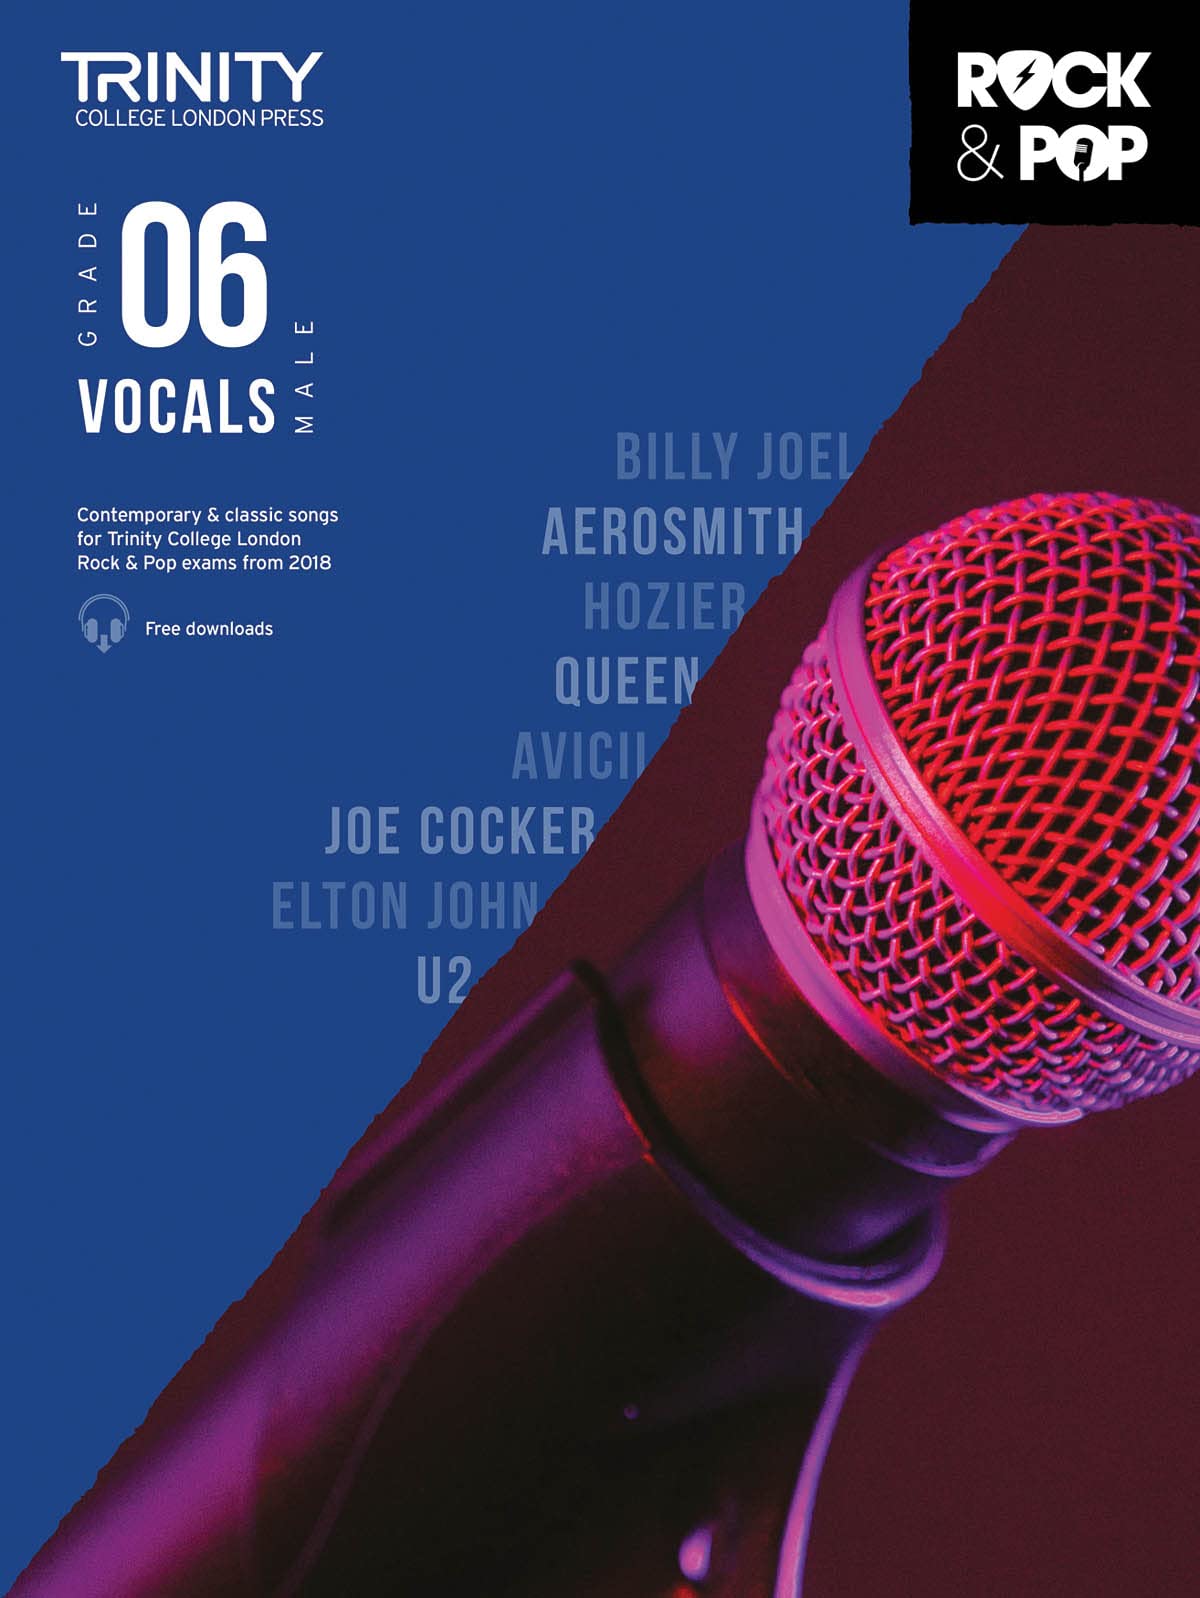 TRINITY
COLLEGE LONDON PRESS
ROCK
& POP
GRADE
06
VOCALS
MALE
Contemporary & classic songs
for Trinity College London
Rock & Pop exams from 2018
Free downloads
BILLY JOEL
AEROSMITH
HOZIER
QUEEN
AVICII
JOE COCKER
ELTON JOHN
U2